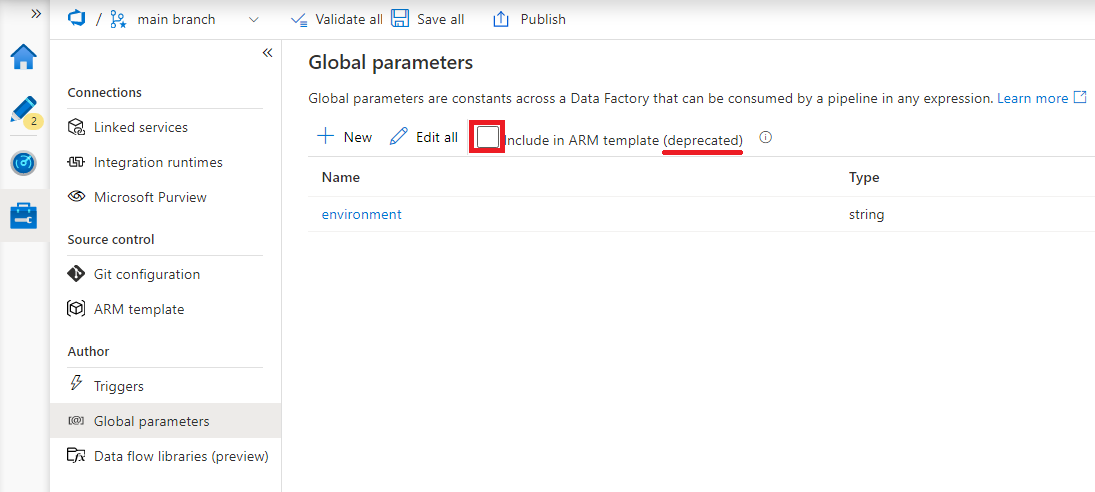 » / main branch Validate all Save all Publish
«
Global parameters
Connections
Global parameters are constants across a Data Factory that can be consumed by a pipeline in any expression. Learn more
2
Linked services
New Edit all Include in ARM template (deprecated)
Integration runtimes
Name Type
Microsoft Purview
environment string
Source control
Git configuration
ARM template
Author
Triggers
[@] Global parameters
Data flow libraries (preview)